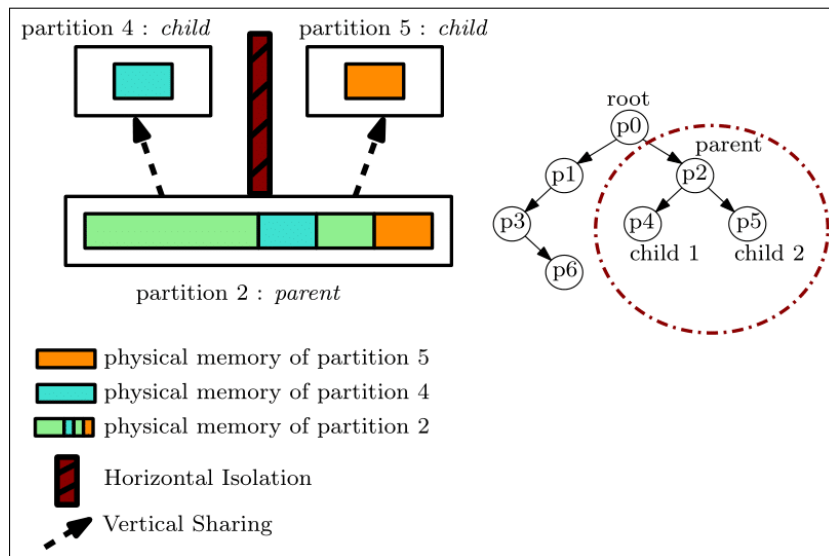 partition 4 : child
partition 5 : child
root
p0
parent
p1
p2
p3
p4
p5
child 1
child 2
p6
partition 2 : parent
physical memory of partition 5
physical memory of partition 4
physical memory of partition 2
Horizontal Isolation
Vertical Sharing